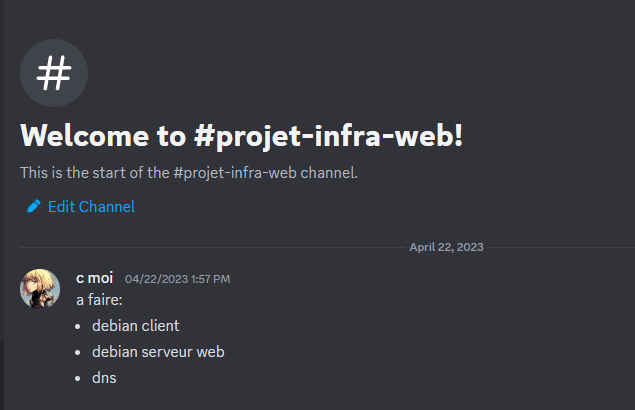 #
Welcome to #projet-infra-web!
This is the start of the #projet-infra-web channel.
Edit Channel
April 22, 2023
c moi 04/22/2023 1:57 PM
a faire:
• debian client
• debian serveur web
• dns